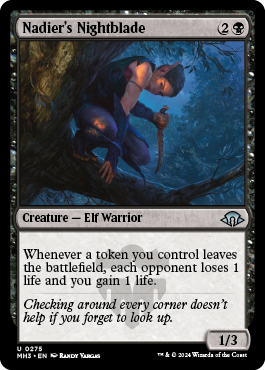 Nadier's Nightblade 2
Creature — Elf Warrior
Whenever a token you control leaves
the battlefield, each opponent loses 1
life and you gain 1 life.
Checking around every corner doesn't
help if you forget to look up.
1/3
U 0275
MH3 • EN RANDY VARGAS
™ & © 2024 Wizards of the Coast